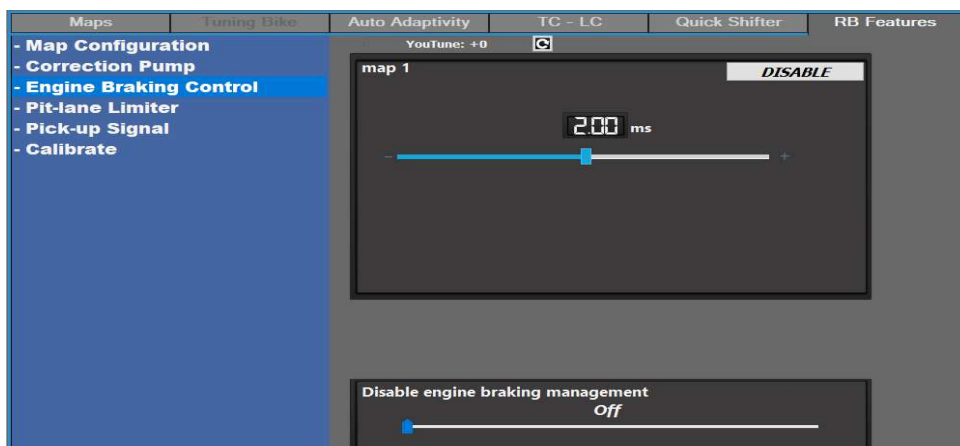 Maps Tuning Bike Auto Adaptivity TC - LC Quick Shifter RB Features
- Map Configuration
- Correction Pump
- Engine Braking Control
- Pit-lane Limiter
- Pick-up Signal
- Calibrate
YouTune: +0 C
map 1 DISABLE
2.00 ms
- +
Disable engine braking management
Off